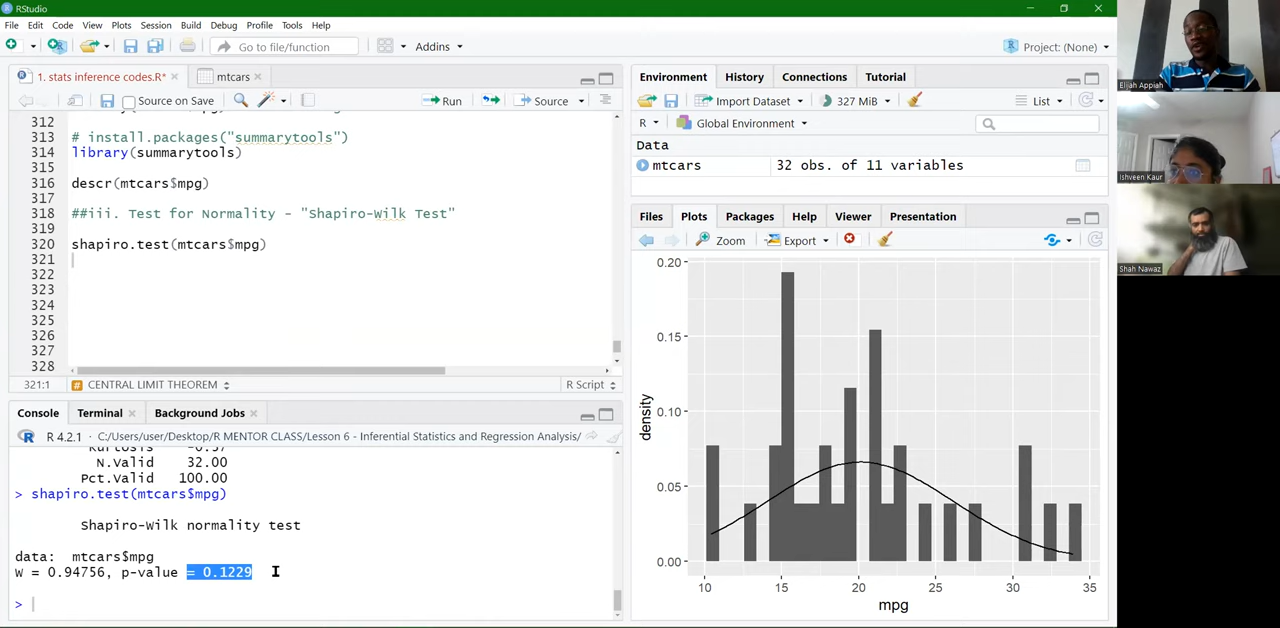 RStudio
File Edit Code View Plots Session Build Debug Profile Tools Help
Go to file/function
Addins
Project: (None)
1. stats inference codes.R*
mtcars
Source on Save
Run
Source
312
313 # install.packages("summarytools")
314 library(summarytools)
315
316 descr(mtcars$mpg)
317
318 ##iii. Test for Normality - "Shapiro-Wilk Test"
319
320 shapiro.test(mtcars$mpg)
321
322
323
324
325
326
327
328
321:1 # CENTRAL LIMIT THEOREM
R Script
Console Terminal Background Jobs
R 4.2.1 · C:/Users/user/Desktop/R MENTOR CLASS/Lesson 6 - Inferential Statistics and Regression Analysis/
N.Valid 32.00
Pct.Valid 100.00
> shapiro.test(mtcars$mpg)
Shapiro-Wilk normality test
data: mtcars$mpg
W = 0.94756, p-value = 0.1229
>
Environment History Connections Tutorial
Import Dataset 327 MiB List
R Global Environment
Data
mtcars 32 obs. of 11 variables
Files Plots Packages Help Viewer Presentation
Zoom Export
0.20
0.15
0.10
0.05
0.00
density
10 15 20 25 30 35
mpg
Elijah Appiah
Ishveen Kaur
Shah Nawaz